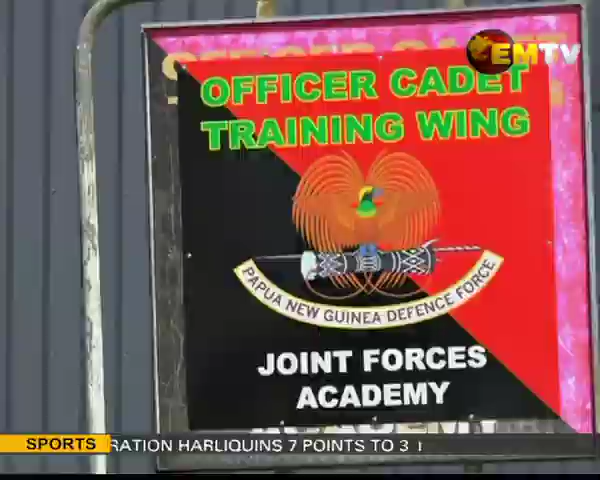 EMTV
OFFICER CADET
TRAINING WING
PAPUA NEW GUINEA DEFENCE FORCE
JOINT FORCES
ACADEMY
ACADEMY
SPORTS RATION HARLIQUINS 7 POINTS TO 3